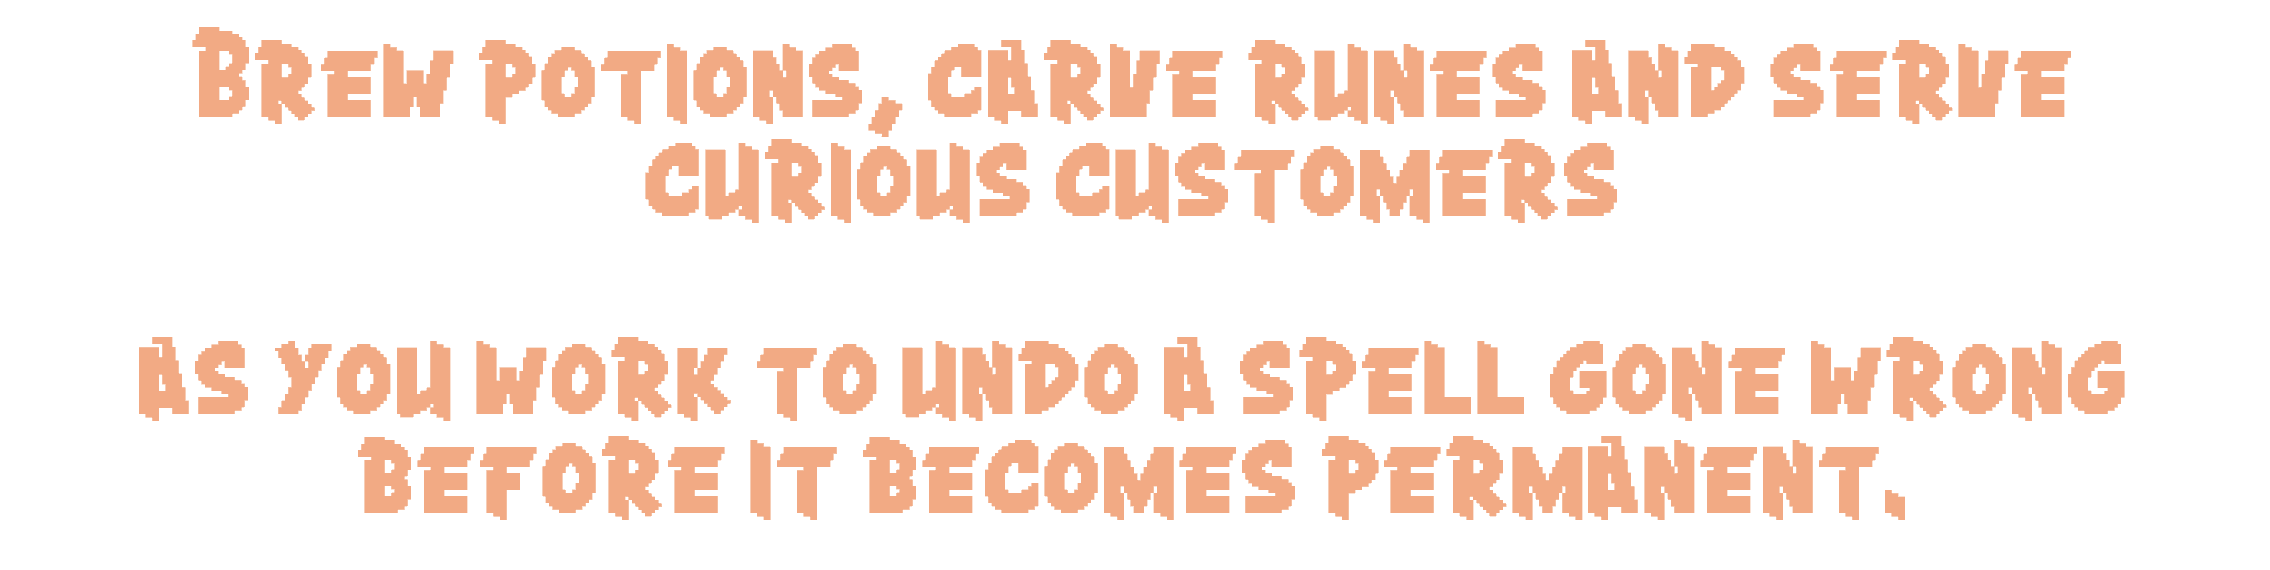 Brew potions, carve runes and serve
curious customers
As you work to undo a spell gone wrong
before it becomes permanent.